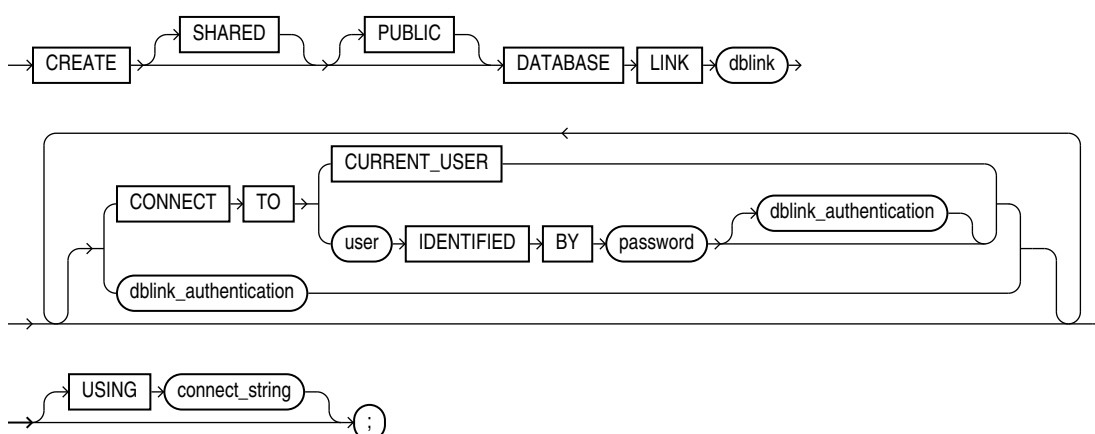 SHARED PUBLIC
CREATE DATABASE LINK dblink
CURRENT_USER
CONNECT TO dblink_authentication
user IDENTIFIED BY password
dblink_authentication
USING connect_string
;